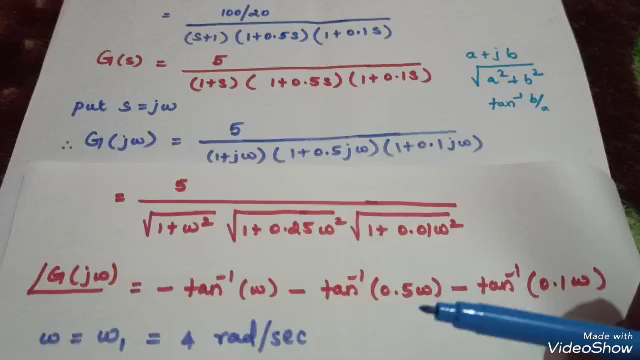 = 100/20 / (s+1) (1+0.5s) (1+0.1s)
G(s) = 5 / (1+s) (1+0.5s) (1+0.1s)
a+jb
√a²+b²
tan⁻¹ b/a
put s=jω
∴ G(jω) = 5 / (1+jω) (1+0.5jω) (1+0.1jω)
= 5 / √1+ω² √1+0.25ω² √1+0.01ω²
∠G(jω) = - tan⁻¹(ω) - tan⁻¹(0.5ω) - tan⁻¹(0.1ω)
ω = ω₁ = 4 rad/sec
Made with
VideoShow